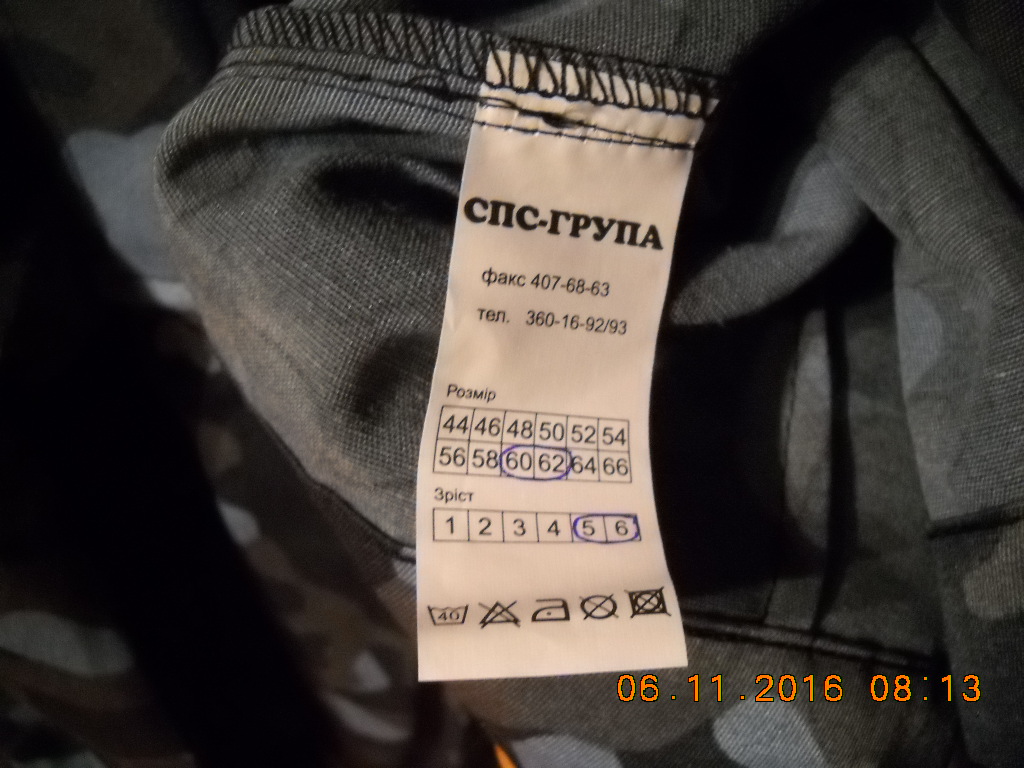 СПС-ГРУПА
факс 407-68-63
тел. 360-16-92/93
Розмір
44 46 48 50 52 54
56 58 60 62 64 66
Зріст
1 2 3 4 5 6
40
06.11.2016 08:13